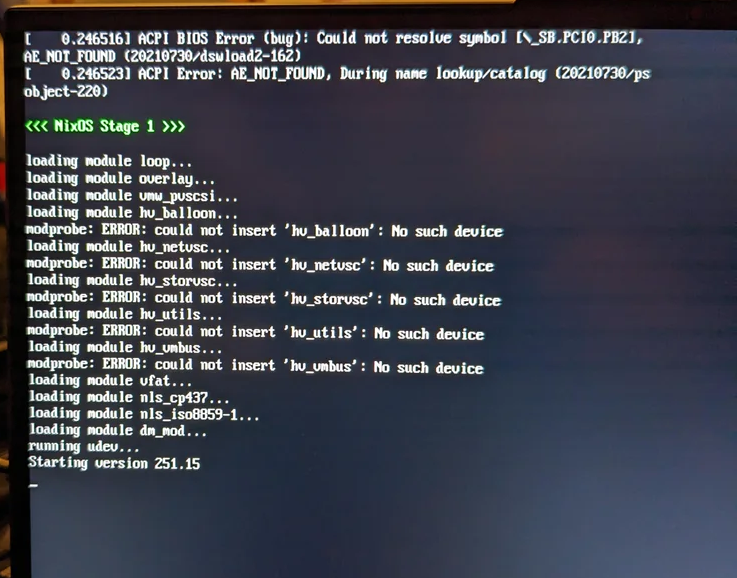 [    0.246516] ACPI BIOS Error (bug): Could not resolve symbol [\_SB.PCI0.PB2],
AE_NOT_FOUND (20210730/dswload2-162)
[    0.246523] ACPI Error: AE_NOT_FOUND, During name lookup/catalog (20210730/ps
object-220)
<<< NixOS Stage 1 >>>
loading module loop...
loading module overlay...
loading module vmw_pvscsi...
loading module hv_balloon...
modprobe: ERROR: could not insert 'hv_balloon': No such device
loading module hv_netvsc...
modprobe: ERROR: could not insert 'hv_netvsc': No such device
loading module hv_storvsc...
modprobe: ERROR: could not insert 'hv_storvsc': No such device
loading module hv_utils...
modprobe: ERROR: could not insert 'hv_utils': No such device
loading module hv_vmbus...
modprobe: ERROR: could not insert 'hv_vmbus': No such device
loading module vfat...
loading module nls_cp437...
loading module nls_iso8859-1...
loading module dm_mod...
running udev...
Starting version 251.15